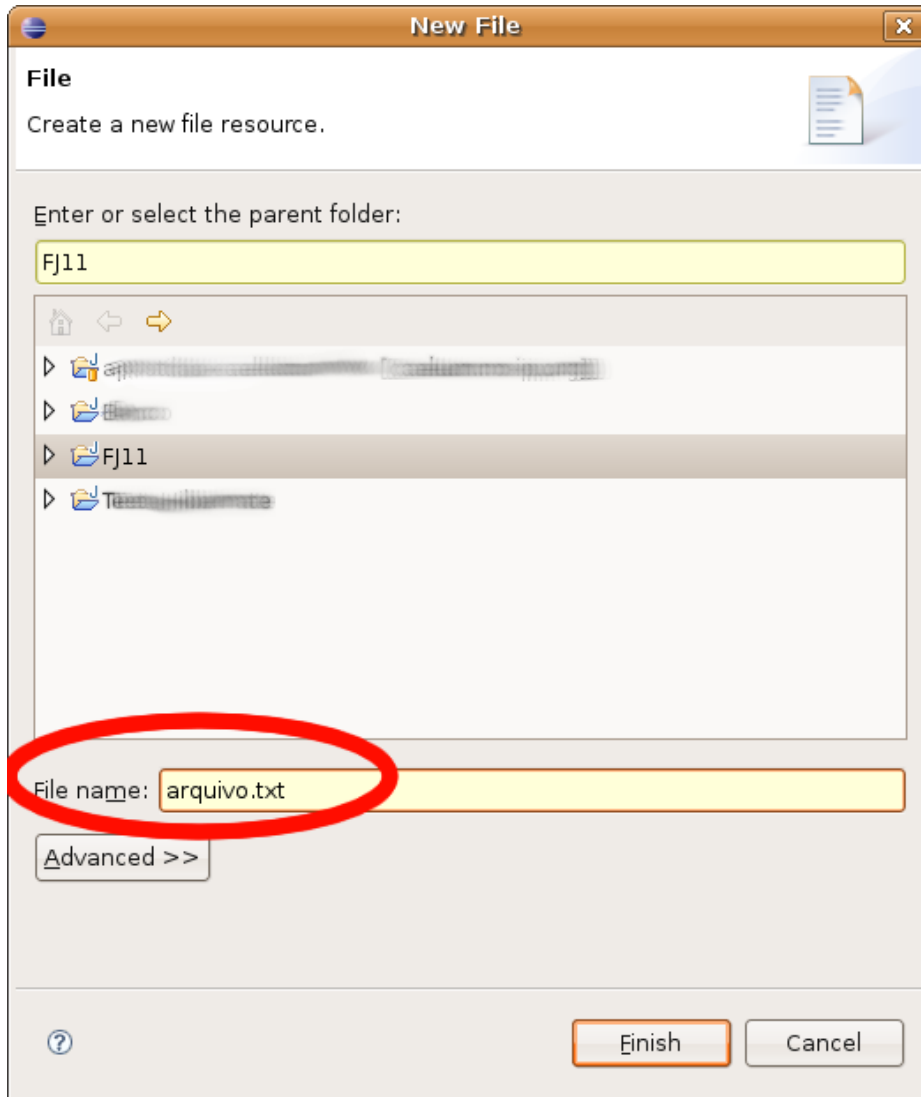 New File
File
Create a new file resource.
Enter or select the parent folder:
FJ11
FJ11
File name: arquivo.txt
Advanced >>
Finish Cancel